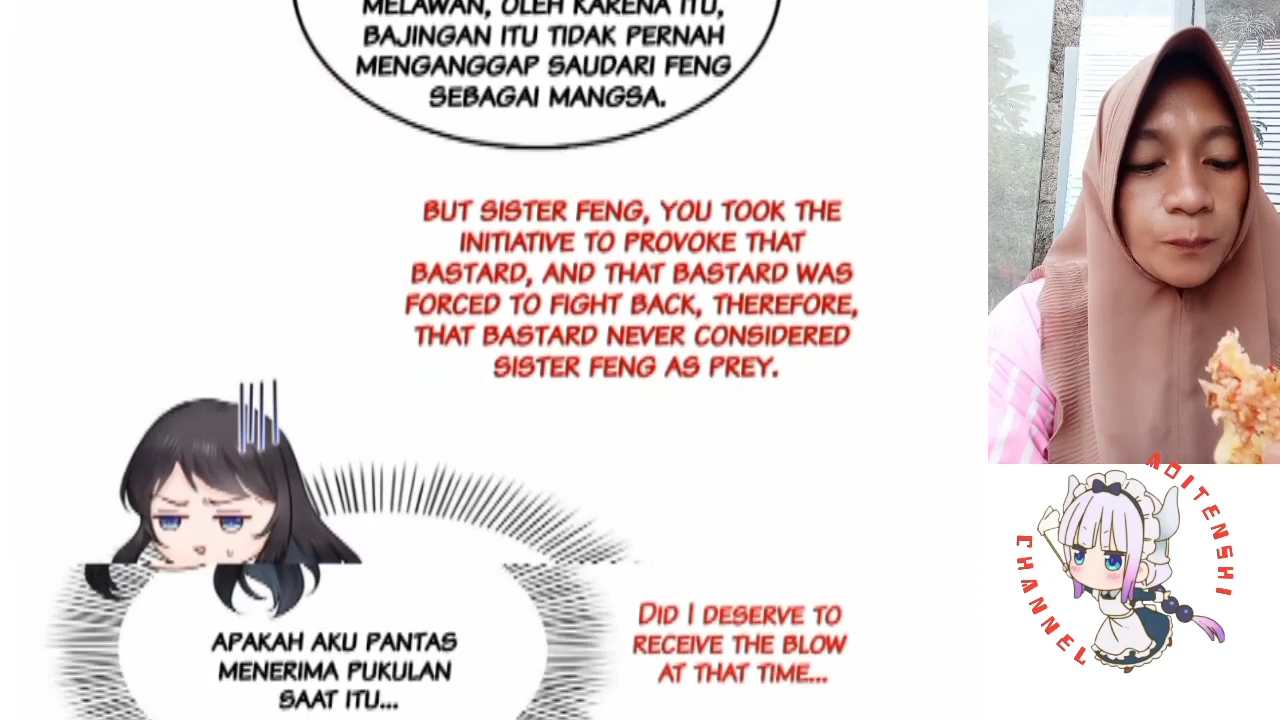 MELAWAN, OLEH KARENA ITU,
BAJINGAN ITU TIDAK PERNAH
MENGANGGAP SAUDARI FENG
SEBAGAI MANGSA.
BUT SISTER FENG, YOU TOOK THE
INITIATIVE TO PROVOKE THAT
BASTARD, AND THAT BASTARD WAS
FORCED TO FIGHT BACK, THEREFORE,
THAT BASTARD NEVER CONSIDERED
SISTER FENG AS PREY.
APAKAH AKU PANTAS
MENERIMA PUKULAN
SAAT ITU...
DID I DESERVE TO
RECEIVE THE BLOW
AT THAT TIME...
ADITENSHI
CHANNEL